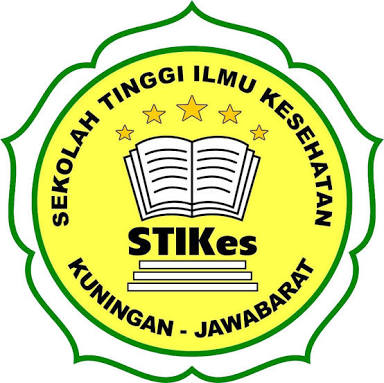 SEKOLAH TINGGI ILMU KESEHATAN
STIKes
KUNINGAN - JAWABARAT